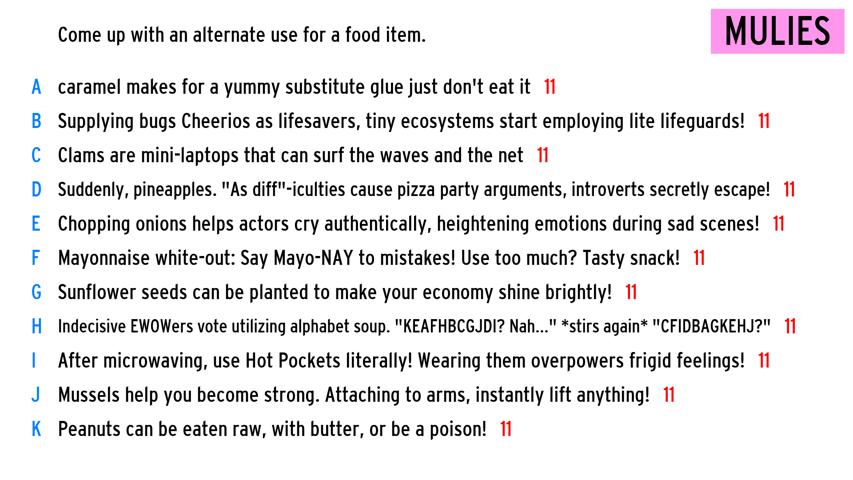 Come up with an alternate use for a food item.
MULIES
A caramel makes for a yummy substitute glue just don't eat it 11
B Supplying bugs Cheerios as lifesavers, tiny ecosystems start employing lite lifeguards! 11
C Clams are mini-laptops that can surf the waves and the net 11
D Suddenly, pineapples. "As diff"-iculties cause pizza party arguments, introverts secretly escape! 11
E Chopping onions helps actors cry authentically, heightening emotions during sad scenes! 11
F Mayonnaise white-out: Say Mayo-NAY to mistakes! Use too much? Tasty snack! 11
G Sunflower seeds can be planted to make your economy shine brightly! 11
H Indecisive EWOWers vote utilizing alphabet soup. "KEAFHBCGJDI? Nah..." *stirs again* "CFIDBAGKEHJ?" 11
I After microwaving, use Hot Pockets literally! Wearing them overpowers frigid feelings! 11
J Mussels help you become strong. Attaching to arms, instantly lift anything! 11
K Peanuts can be eaten raw, with butter, or be a poison! 11